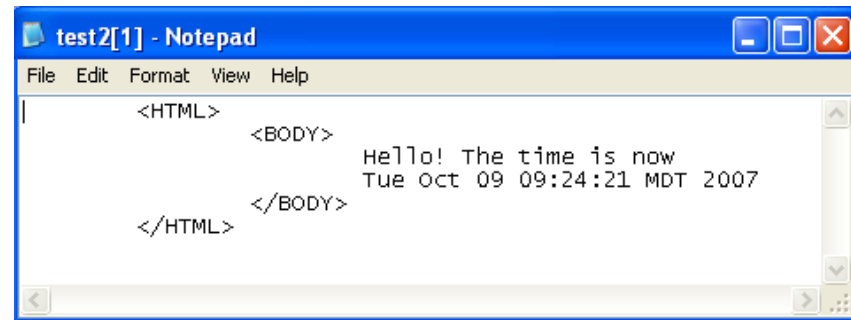 test2[1] - Notepad
File Edit Format View Help
<HTML>
<BODY>
Hello! The time is now
Tue Oct 09 09:24:21 MDT 2007
</BODY>
</HTML>